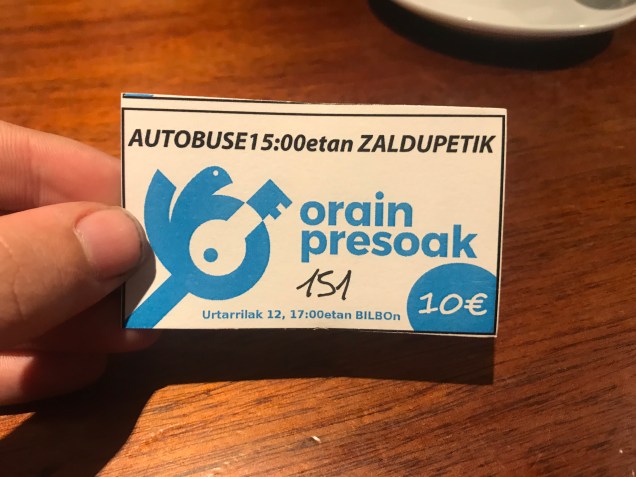 AUTOBUSE15:00etan ZALDUPETIK
orain
presoak
151
10€
Urtarrilak 12, 17:00etan BILBOn